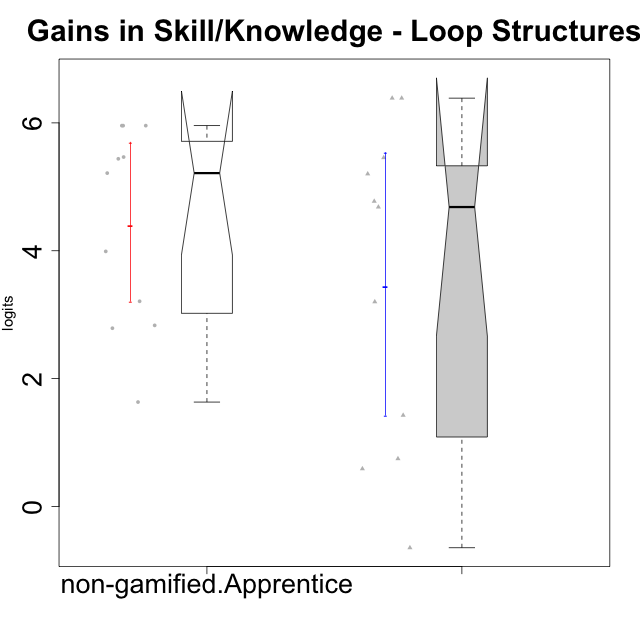 Gains in Skill/Knowledge - Loop Structures
6
4
2
0
logits
non-gamified.Apprentice